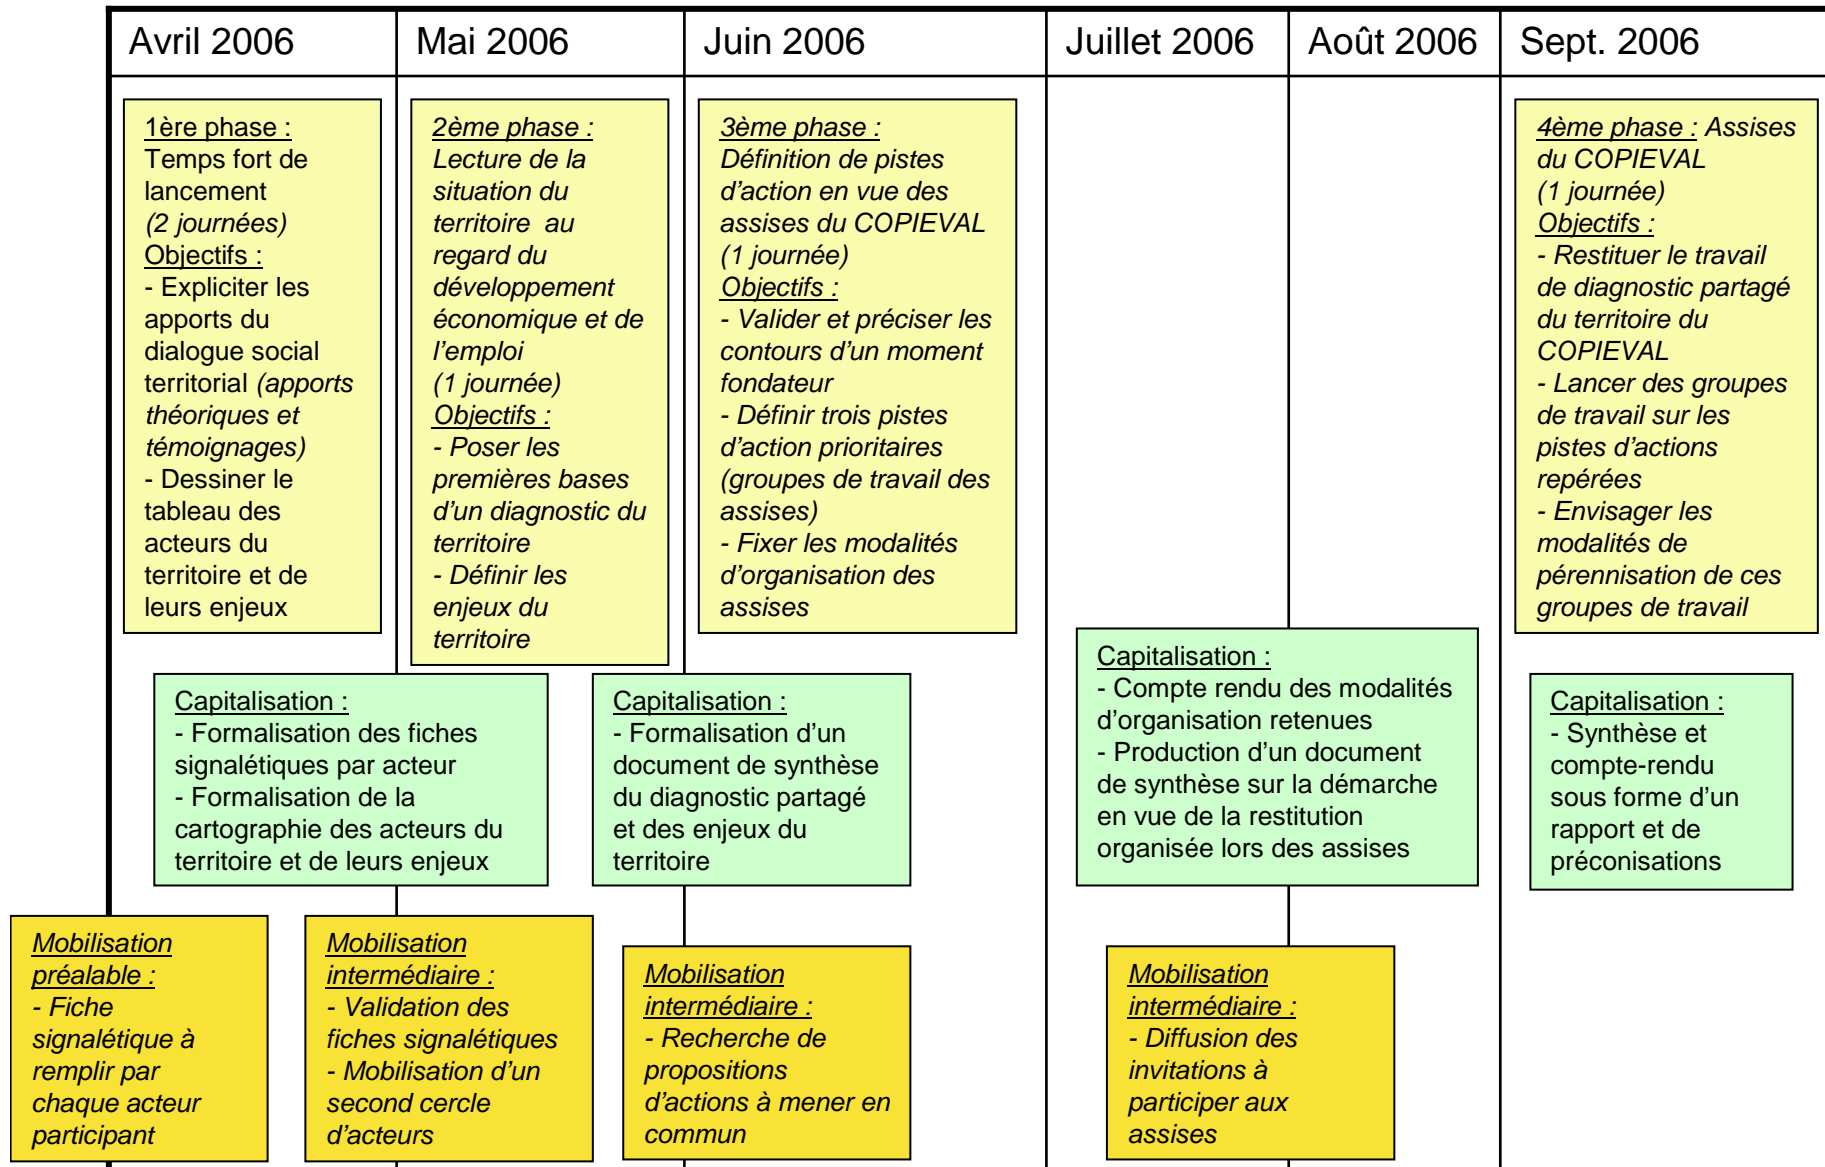 Avril 2006
Mai 2006
Juin 2006
Juillet 2006
Août 2006
Sept. 2006
1ère phase :
Temps fort de
lancement
(2 journées)
Objectifs :
- Expliciter les
apports du
dialogue social
territorial (apports
théoriques et
témoignages)
- Dessiner le
tableau des
acteurs du
territoire et de
leurs enjeux
2ème phase :
Lecture de la
situation du
territoire au
regard du
développement
économique et de
l'emploi
(1 journée)
Objectifs :
- Poser les
premières bases
d'un diagnostic du
territoire
- Définir les
enjeux du
territoire
3ème phase :
Définition de pistes
d'action en vue des
assises du COPIEVAL
(1 journée)
Objectifs :
- Valider et préciser les
contours d'un moment
fondateur
- Définir trois pistes
d'action prioritaires
(groupes de travail des
assises)
- Fixer les modalités
d'organisation des
assises
4ème phase : Assises
du COPIEVAL
(1 journée)
Objectifs :
- Restituer le travail
de diagnostic partagé
du territoire du
COPIEVAL
- Lancer des groupes
de travail sur les
pistes d'actions
repérées
- Envisager les
modalités de
pérennisation de ces
groupes de travail
Capitalisation :
- Formalisation des fiches
signalétiques par acteur
- Formalisation de la
cartographie des acteurs du
territoire et de leurs enjeux
Capitalisation :
- Formalisation d'un
document de synthèse
du diagnostic partagé
et des enjeux du
territoire
Capitalisation :
- Compte rendu des modalités
d'organisation retenues
- Production d'un document
de synthèse sur la démarche
en vue de la restitution
organisée lors des assises
Capitalisation :
- Synthèse et
compte-rendu
sous forme d'un
rapport et de
préconisations
Mobilisation
préalable :
- Fiche
signalétique à
remplir par
chaque acteur
participant
Mobilisation
intermédiaire :
- Validation des
fiches signalétiques
- Mobilisation d'un
second cercle
d'acteurs
Mobilisation
intermédiaire :
- Recherche de
propositions
d'actions à mener en
commun
Mobilisation
intermédiaire :
- Diffusion des
invitations à
participer aux
assises